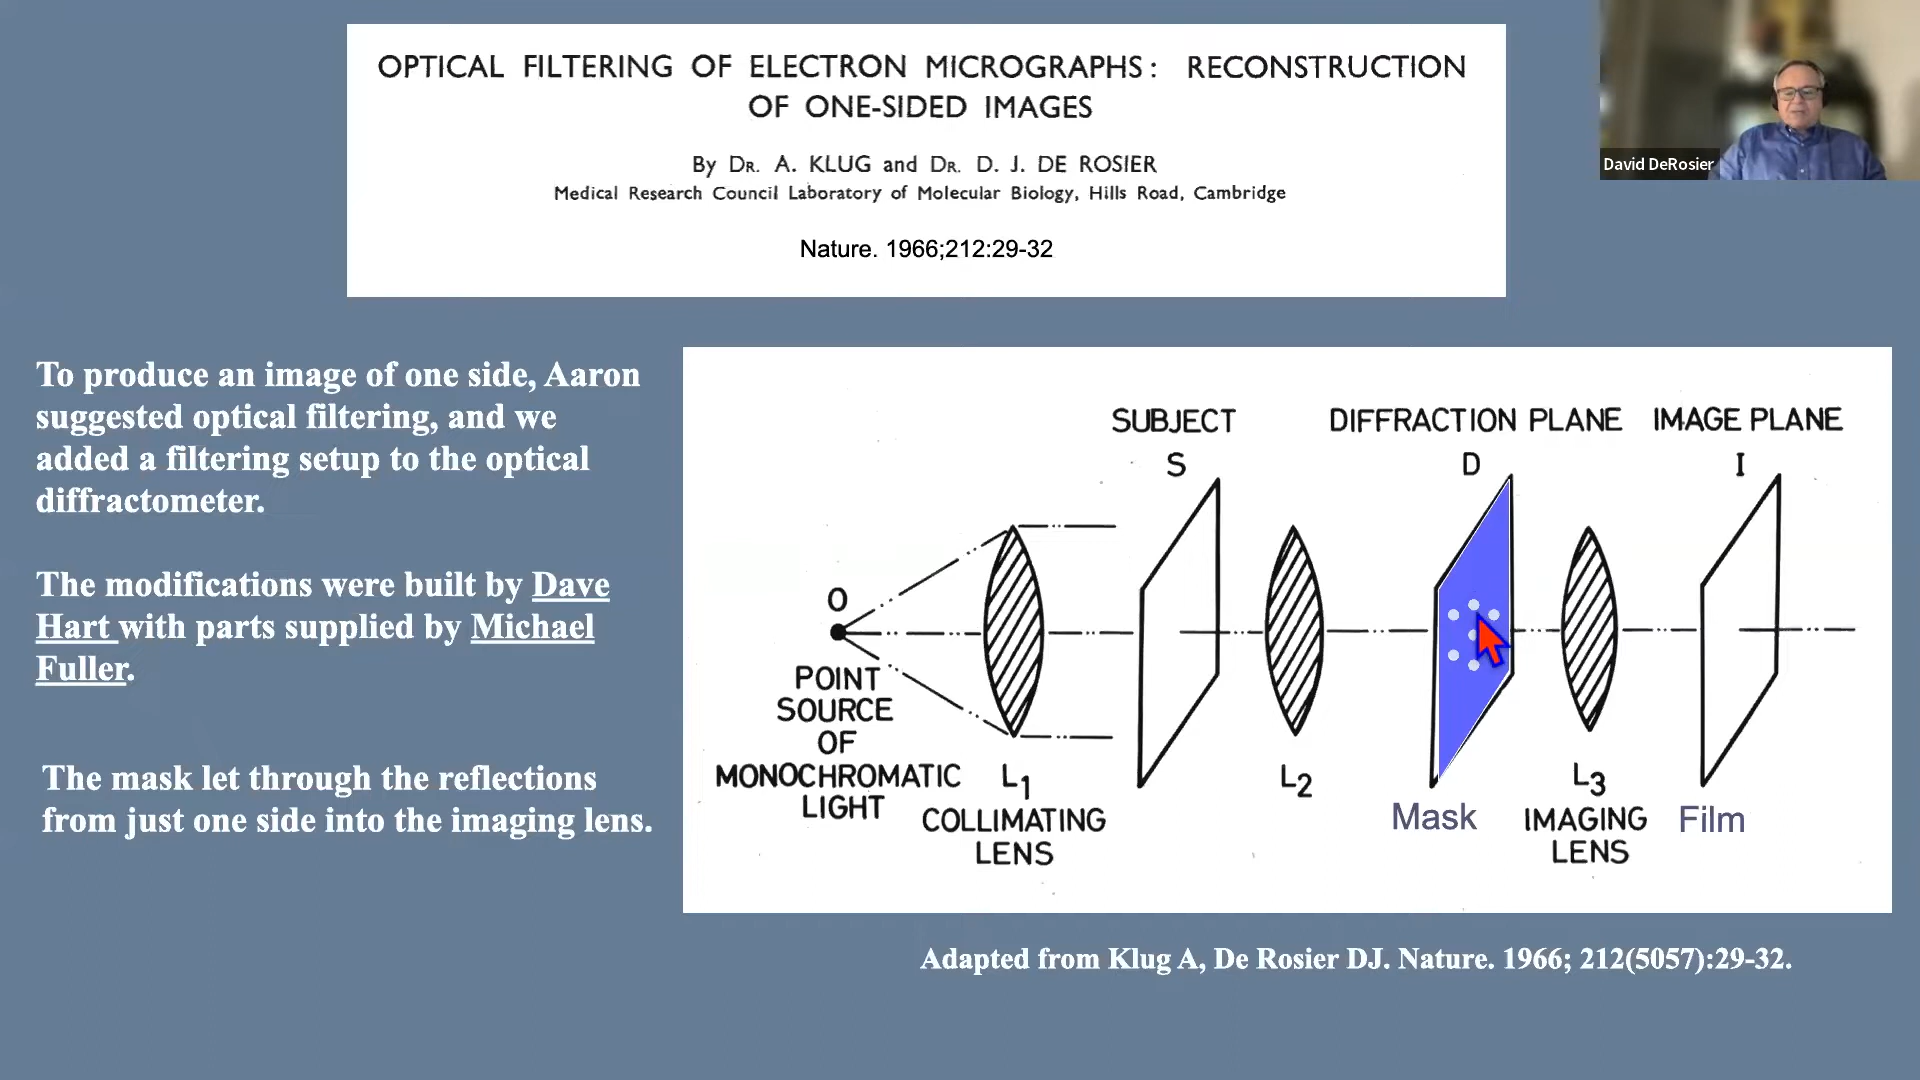 OPTICAL FILTERING OF ELECTRON MICROGRAPHS: RECONSTRUCTION
OF ONE-SIDED IMAGES
By DR. A. KLUG and DR. D. J. DE ROSIER
Medical Research Council Laboratory of Molecular Biology, Hills Road, Cambridge
Nature. 1966;212:29-32
David DeRosier
To produce an image of one side, Aaron
suggested optical filtering, and we
added a filtering setup to the optical
diffractometer.
The modifications were built by Dave
Hart with parts supplied by Michael
Fuller.
The mask let through the reflections
from just one side into the imaging lens.
SUBJECT
S
DIFFRACTION PLANE
D
IMAGE PLANE
I
O
POINT
SOURCE
OF
MONOCHROMATIC
LIGHT
L1
COLLIMATING
LENS
L2
Mask
L3
IMAGING
LENS
Film
Adapted from Klug A, De Rosier DJ. Nature. 1966; 212(5057):29-32.